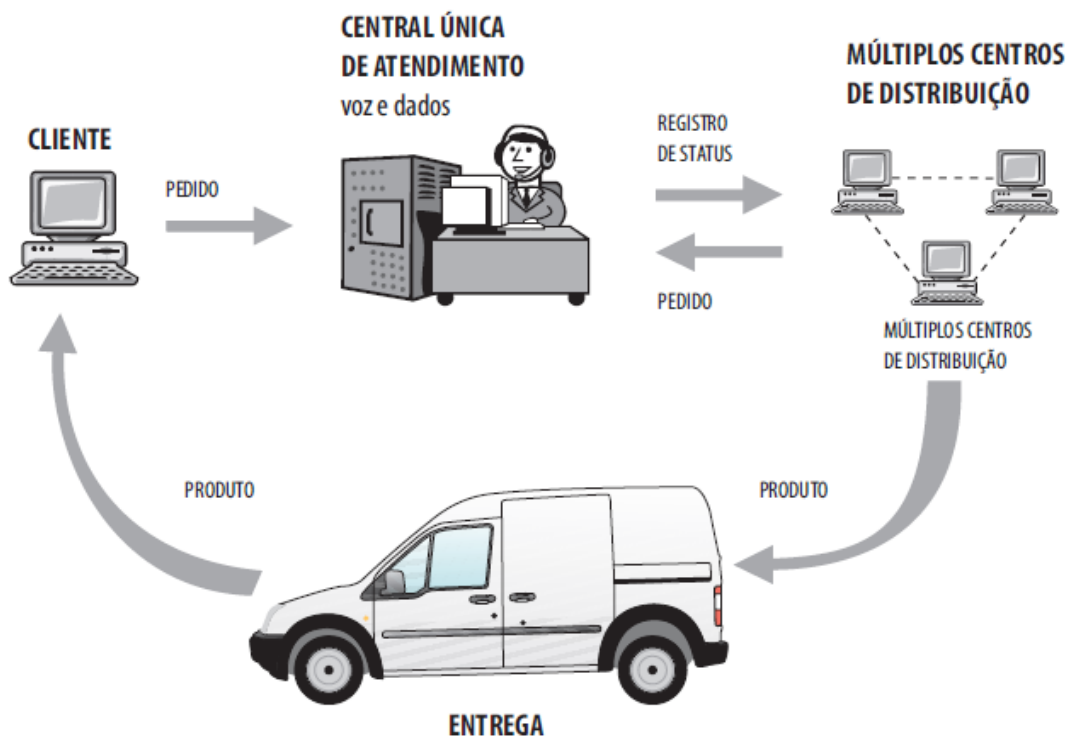 CENTRAL ÚNICA
DE ATENDIMENTO
voz e dados
MÚLTIPLOS CENTROS
DE DISTRIBUIÇÃO
CLIENTE
PEDIDO
REGISTRO
DE STATUS
PEDIDO
MÚLTIPLOS CENTROS
DE DISTRIBUIÇÃO
PRODUTO
PRODUTO
ENTREGA